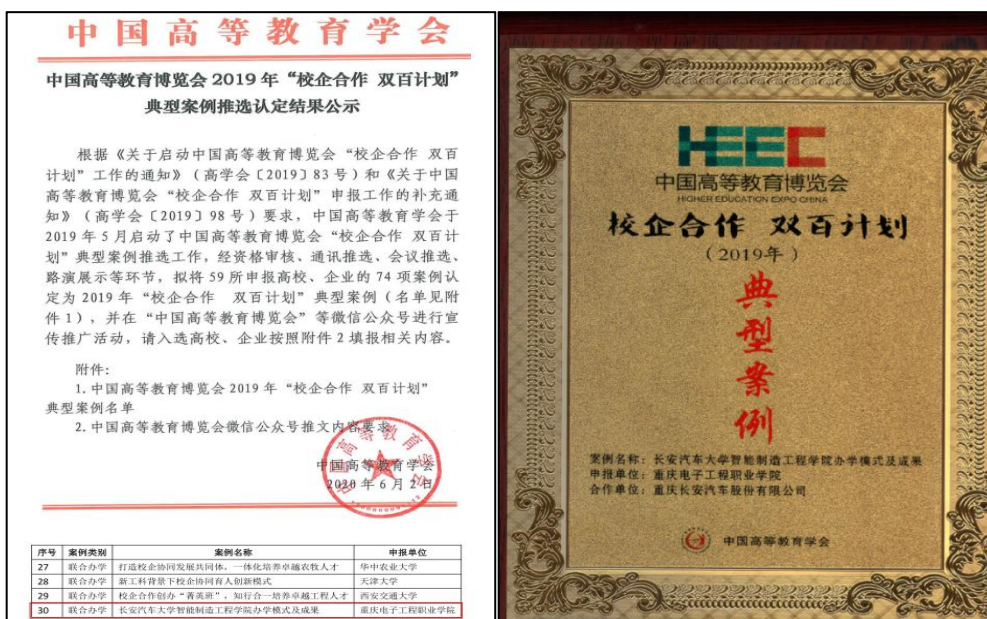 中国高等教育学会
中国高等教育博览会 2019 年“校企合作 双百计划”
典型案例推选认定结果公示
根据《关于启动中国高等教育博览会“校企合作 双百
计划”工作的通知》（高学会〔2019〕83 号）和《关于中国
高等教育博览会“校企合作 双百计划”申报工作的补充通
知》（高学会〔2019〕98 号）要求，中国高等教育学会于
2019 年 5 月启动了中国高等教育博览会“校企合作 双百计
划”典型案例推选工作，经资格审核、通讯推选、会议推选、
路演展示等环节，拟将 59 所申报高校、企业的 74 项案例认
定为 2019 年“校企合作 双百计划”典型案例（名单见附
件 1），并在“中国高等教育博览会”等微信公众号进行宣
传推广活动，请入选高校、企业按照附件 2 填报相关内容。
附件：
1.中国高等教育博览会 2019 年“校企合作 双百计划”
典型案例名单
2.中国高等教育博览会微信公众号推文内容要求
中国高等教育学会
2020 年 6 月 2 日
序号 案例类别 案例名称 申报单位
27 联合办学 打造校企协同发展共同体，一体化培养卓越农牧人才 华中农业大学
28 联合办学 新工科背景下校企协同育人创新模式 天津大学
29 联合办学 校企合作创办“菁英班”，知行合一培养卓越工程人才 西安交通大学
30 联合办学 长安汽车大学智能制造工程学院办学模式及成果 重庆电子工程职业学院
HEEC
中国高等教育博览会
HIGHER EDUCATION EXPO CHINA
校企合作 双百计划
（2019年）
典
型
案
例
案例名称：长安汽车大学智能制造工程学院办学模式及成果
申报单位：重庆电子工程职业学院
合作单位：重庆长安汽车股份有限公司
中国高等教育学会